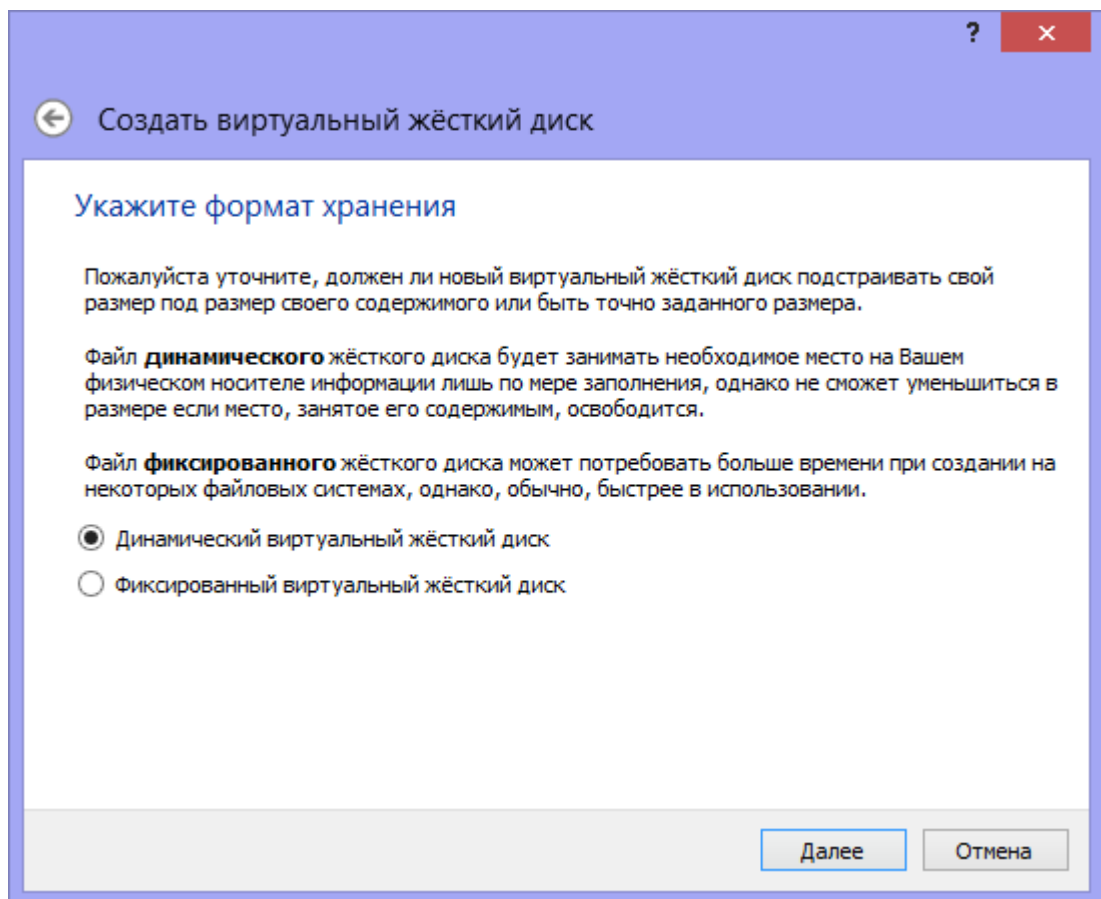 ?
Создать виртуальный жёсткий диск
Укажите формат хранения
Пожалуйста уточните, должен ли новый виртуальный жёсткий диск подстраивать свой
размер под размер своего содержимого или быть точно заданного размера.
Файл динамического жёсткого диска будет занимать необходимое место на Вашем
физическом носителе информации лишь по мере заполнения, однако не сможет уменьшиться в
размере если место, занятое его содержимым, освободится.
Файл фиксированного жёсткого диска может потребовать больше времени при создании на
некоторых файловых системах, однако, обычно, быстрее в использовании.
Динамический виртуальный жёсткий диск
Фиксированный виртуальный жёсткий диск
Далее Отмена